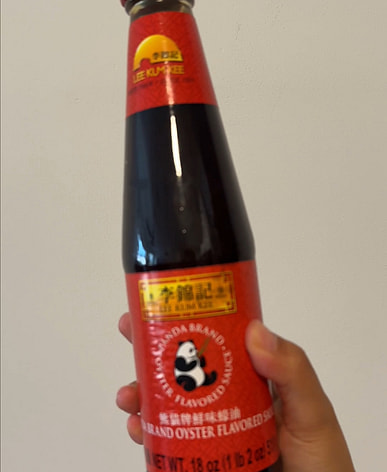 李錦記
LEE KUM KEE
李錦記
LEE KUM KEE
PANDA BRAND
OYSTER FLAVORED SAUCE
熊貓牌鮮味蠔油
BRAND OYSTER FLAVORED
NET WT. 18 oz (1 lb 2 oz)